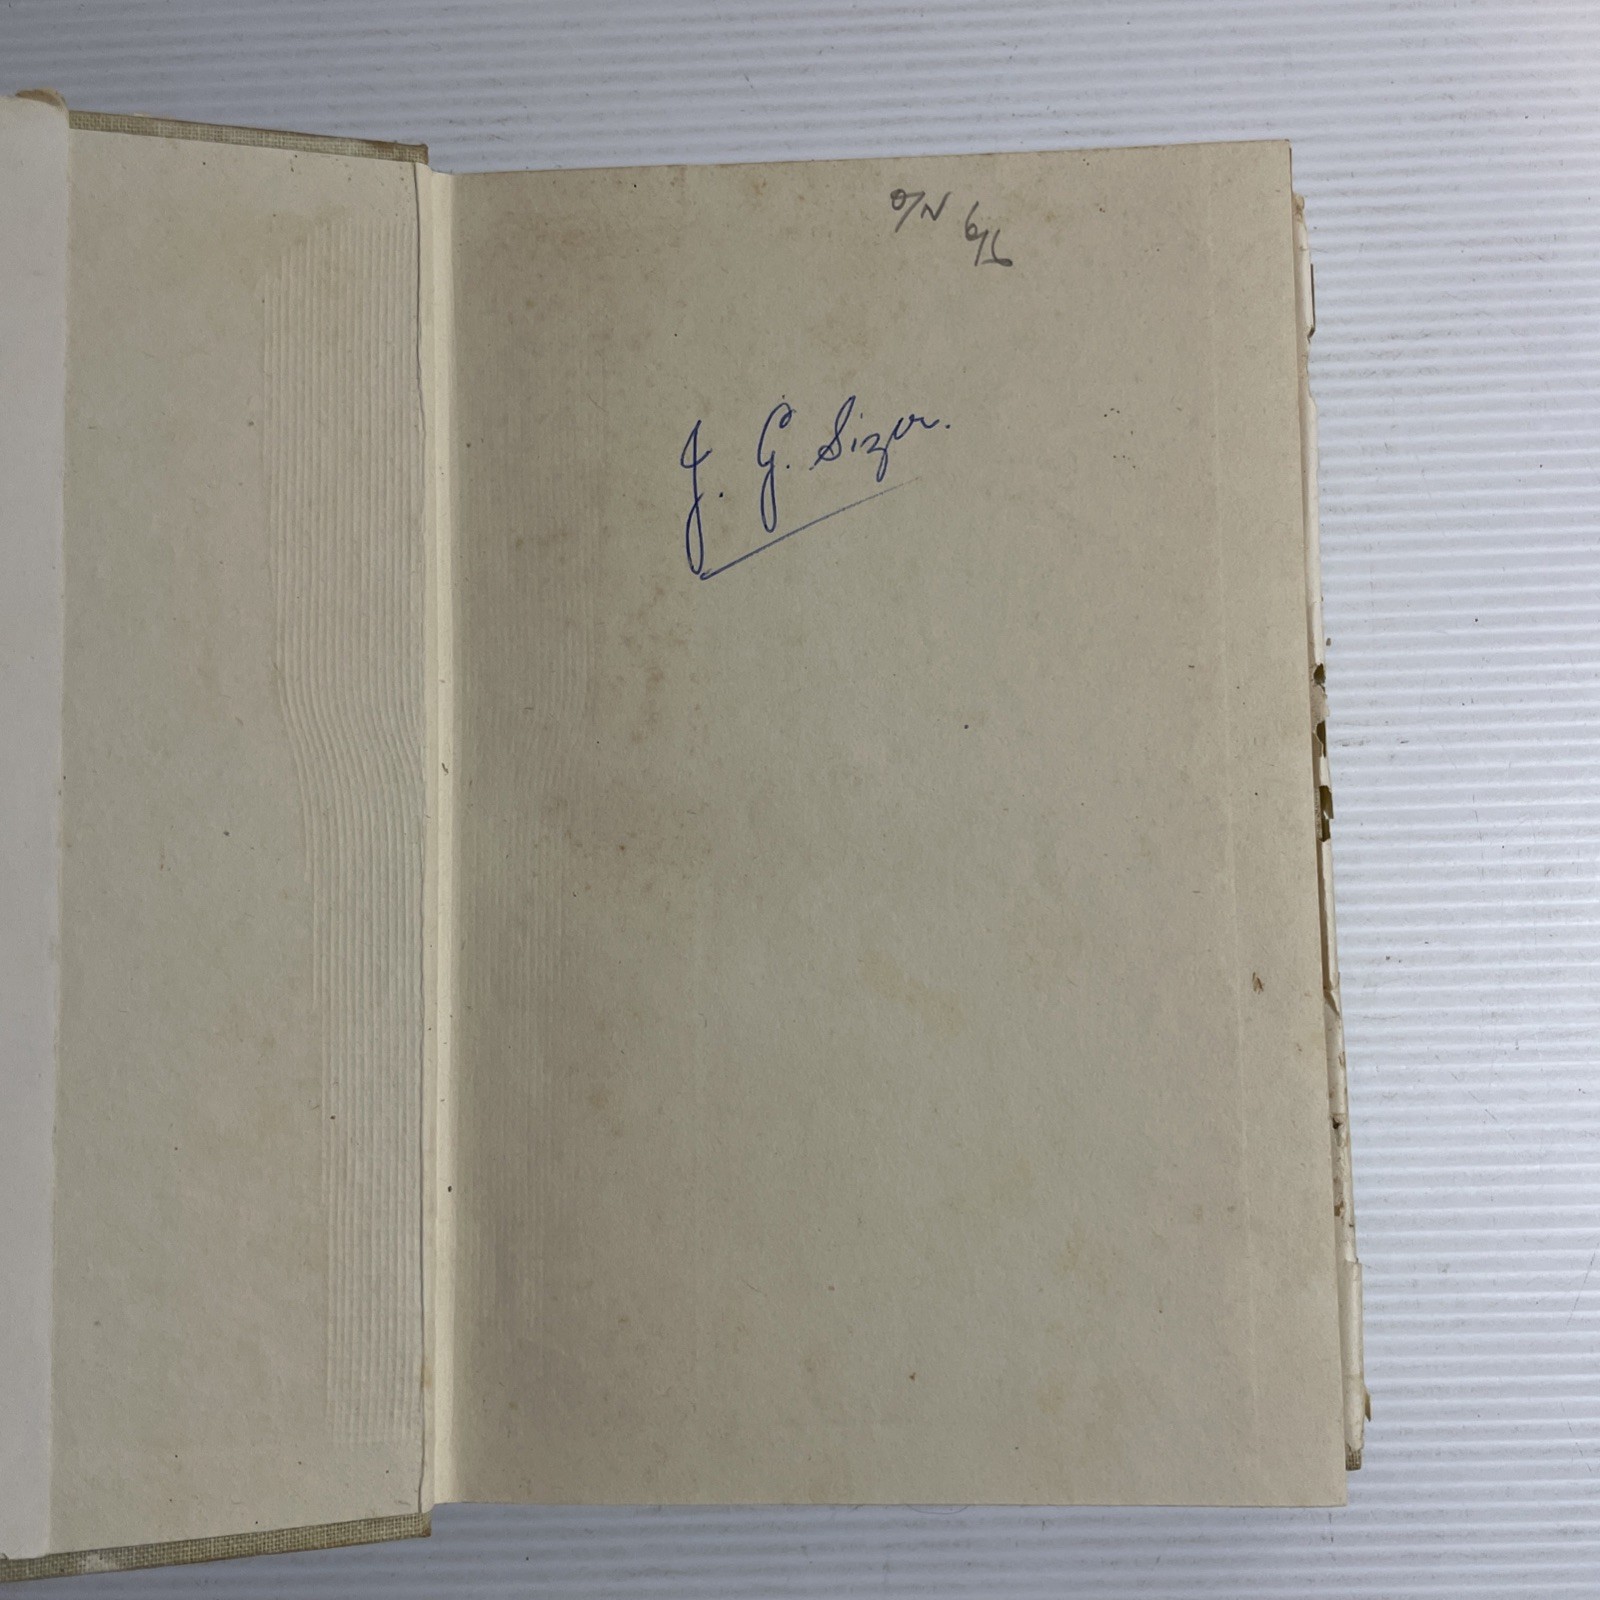 O/N 6/6
J. G. Sizer.